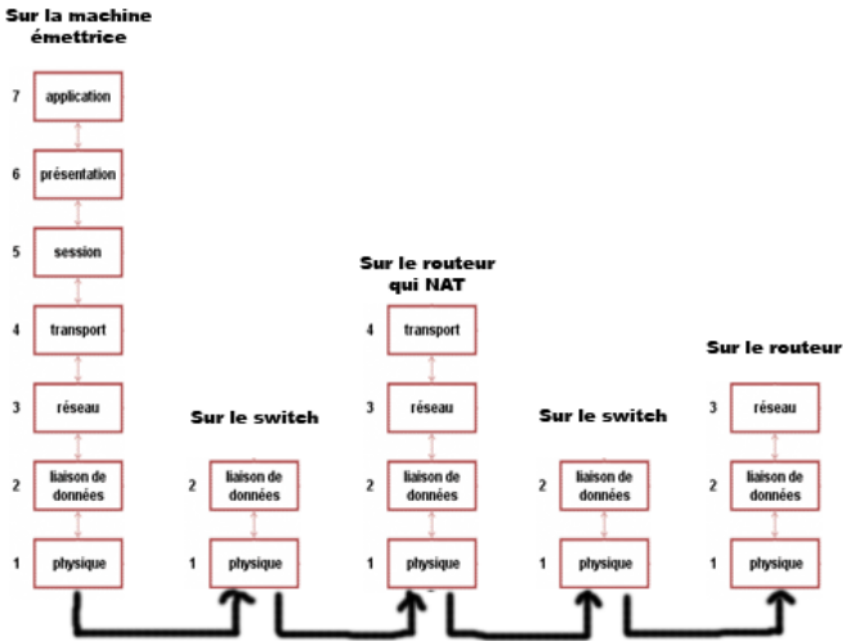 Sur la machine
émettrice
7 application
6 présentation
5 session
4 transport
3 réseau
2 liaison de
données
1 physique
Sur le switch
2 liaison de
données
1 physique
Sur le routeur
qui NAT
4 transport
3 réseau
2 liaison de
données
1 physique
Sur le switch
2 liaison de
données
1 physique
Sur le routeur
3 réseau
2 liaison de
données
1 physique